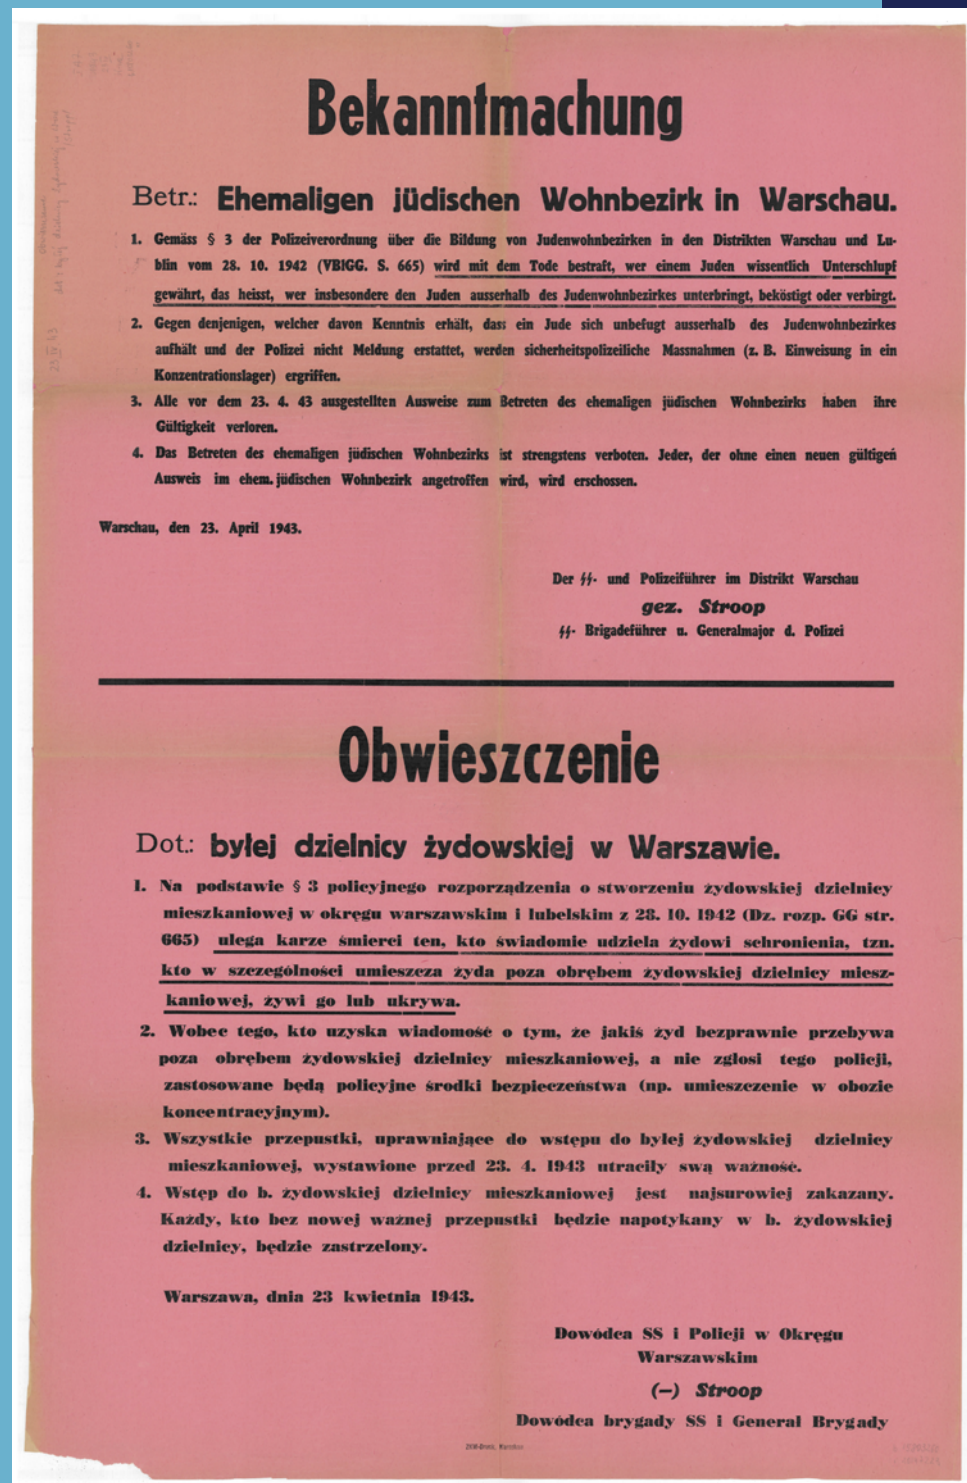 Bekanntmachung
Betr.: Ehemaligen jüdischen Wohnbezirk in Warschau.
1. Gemäss § 3 der Polizeiverordnung über die Bildung von Judenwohnbezirken in den Distrikten Warschau und Lu-
blin vom 28. 10. 1942 (VBlGG. S. 665) wird mit dem Tode bestraft, wer einem Juden wissentlich Unterschlupf
gewährt, das heisst, wer insbesondere den Juden ausserhalb des Judenwohnbezirkes unterbringt, beköstigt oder verbirgt.
2. Gegen denjenigen, welcher davon Kenntnis erhält, dass ein Jude sich unbefugt ausserhalb des Judenwohnbezirkes
aufhält und der Polizei nicht Meldung erstattet, werden sicherheitspolizeiliche Massnahmen (z. B. Einweisung in ein
Konzentrationslager) ergriffen.
3. Alle vor dem 23. 4. 43 ausgestellten Ausweise zum Betreten des ehemaligen jüdischen Wohnbezirks haben ihre
Gültigkeit verloren.
4. Das Betreten des ehemaligen jüdischen Wohnbezirks ist strengstens verboten. Jeder, der ohne einen neuen gültigen
Ausweis im ehem. jüdischen Wohnbezirk angetroffen wird, wird erschossen.
Warschau, den 23. April 1943.
Der SS- und Polizeiführer im Distrikt Warschau
gez. Stroop
SS- Brigadeführer u. Generalmajor d. Polizei
Obwieszczenie
Dot.: byłej dzielnicy żydowskiej w Warszawie.
1. Na podstawie § 3 policyjnego rozporządzenia o stworzeniu żydowskiej dzielnicy
mieszkaniowej w okręgu warszawskim i lubelskim z 28. 10. 1942 (Dz. rozp. GG str.
665) ulega karze śmierci ten, kto świadomie udziela żydowi schronienia, tzn.
kto w szczególności umieszcza żyda poza obrębem żydowskiej dzielnicy miesz-
kaniowej, żywi go lub ukrywa.
2. Wobec tego, kto uzyska wiadomość o tym, że jakiś żyd bezprawnie przebywa
poza obrębem żydowskiej dzielnicy mieszkaniowej, a nie zgłosi tego policji,
zastosowane będą policyjne środki bezpieczeństwa (np. umieszczenie w obozie
koncentracyjnym).
3. Wszystkie przepustki, uprawniające do wstępu do byłej żydowskiej dzielnicy
mieszkaniowej, wystawione przed 23. 4. 1943 utraciły swą ważność.
4. Wstęp do b. żydowskiej dzielnicy mieszkaniowej jest najsurowiej zakazany.
Każdy, kto bez nowej ważnej przepustki będzie napotykany w b. żydowskiej
dzielnicy, będzie zastrzelony.
Warszawa, dnia 23 kwietnia 1943.
Dowódca SS i Policji w Okręgu
Warszawskim
(—) Stroop
Dowódca brygady SS i Generał Brygady